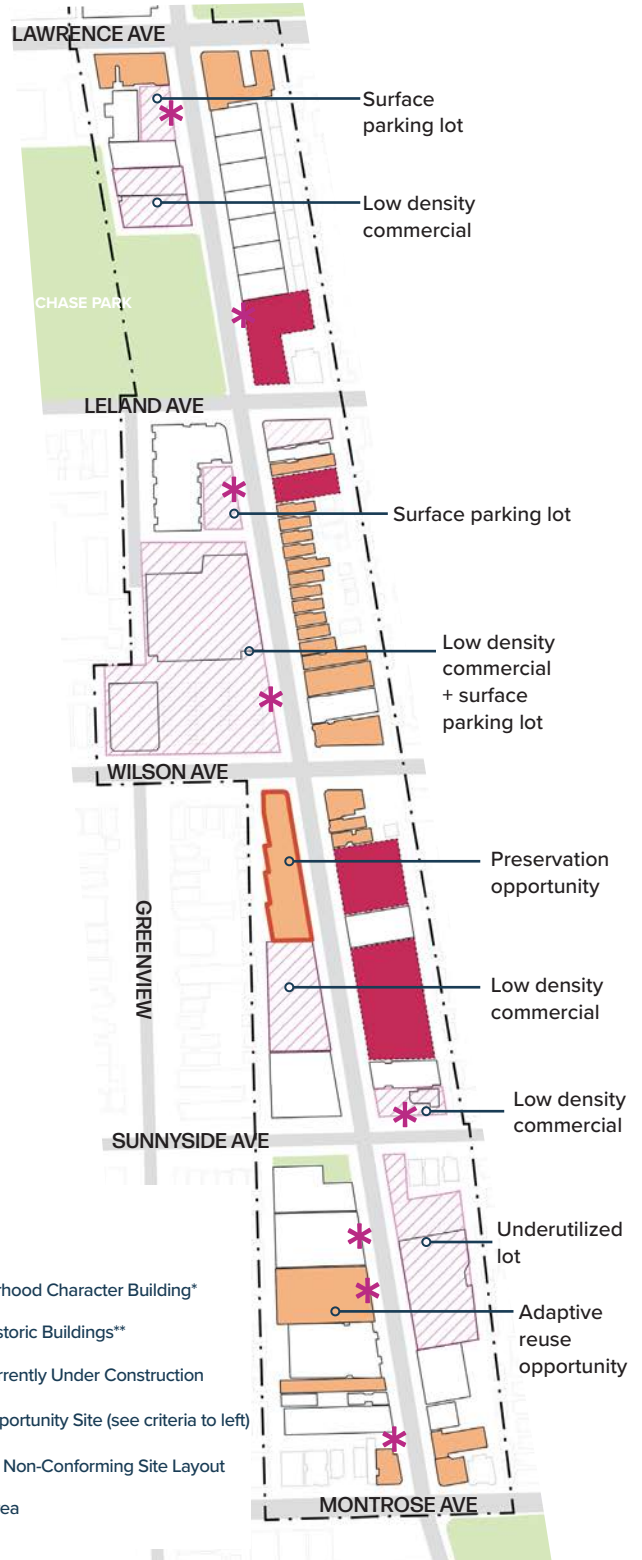 LAWRENCE AVE
Surface
parking lot
Low density
commercial
CHASE PARK
LELAND AVE
Surface parking lot
Low density
commercial
+ surface
parking lot
WILSON AVE
Preservation
opportunity
GREENVIEW
Low density
commercial
Low density
commercial
SUNNYSIDE AVE
Underutilized
lot
Adaptive
reuse
opportunity
rhood Character Building*
storic Buildings**
rrently Under Construction
portunity Site (see criteria to left)
Non-Conforming Site Layout
ea
MONTROSE AVE